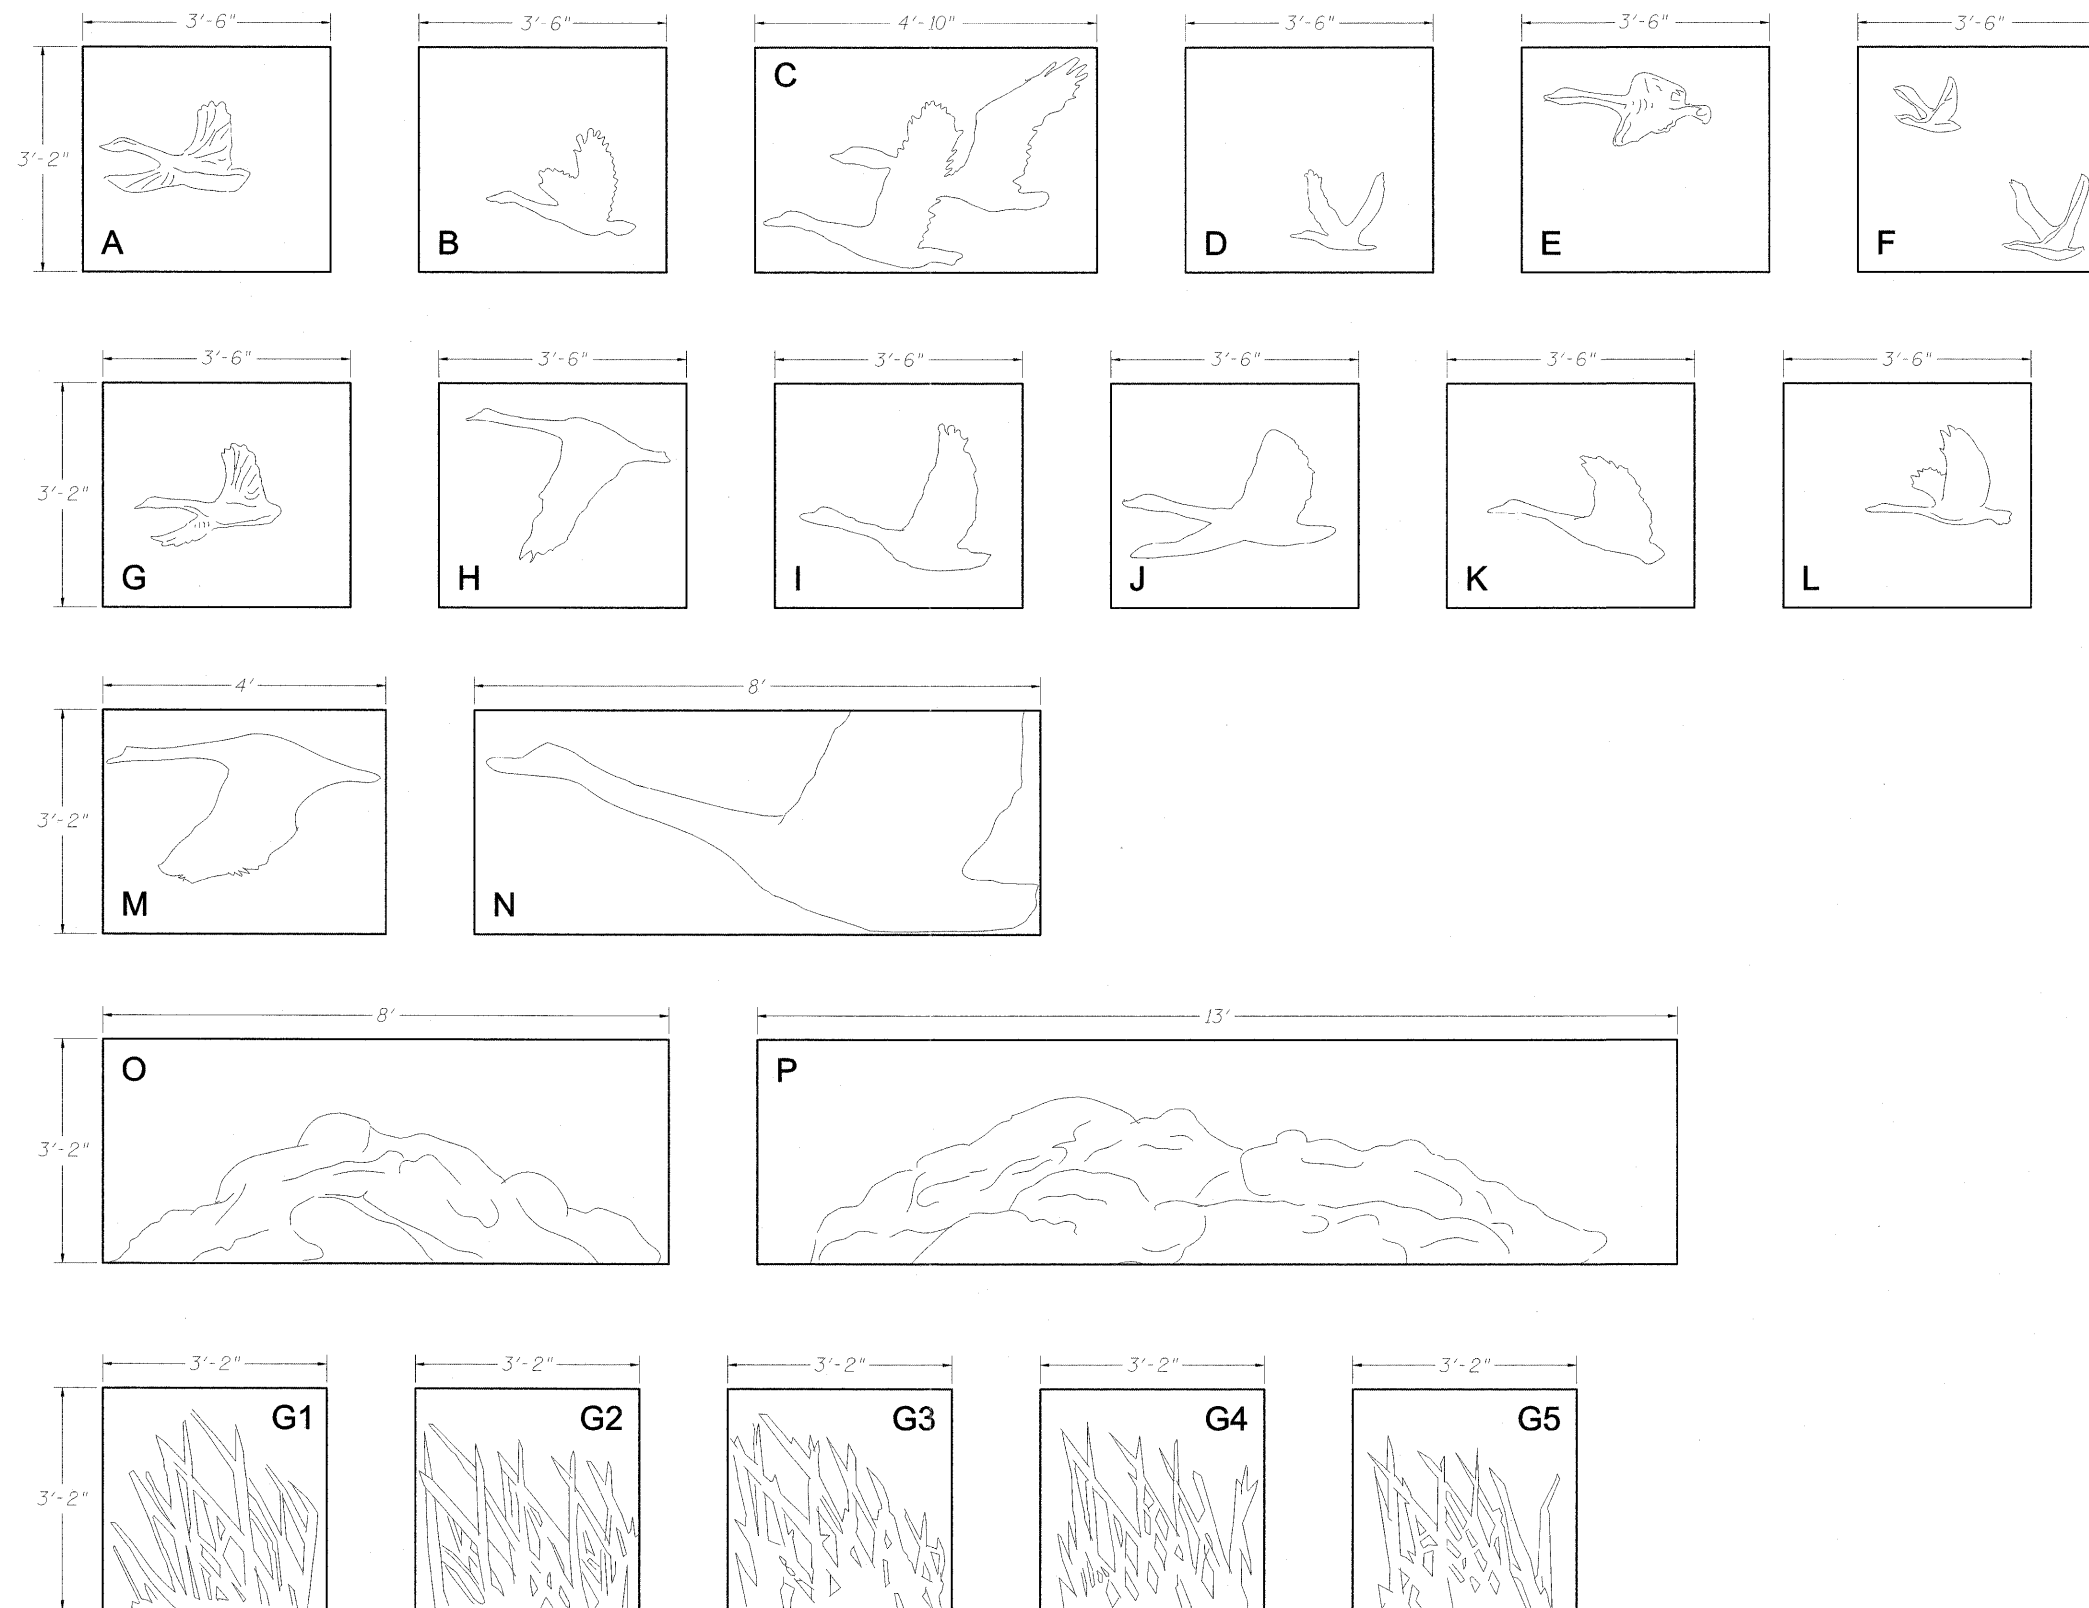 3'-6" 3'-6" 4'-10" 3'-6" 3'-6" 3'-6"
C
3'-2"
A B D E F
3'-6" 3'-6" 3'-6" 3'-6" 3'-6" 3'-6"
3'-2"
G H I J K L
4' 8'
3'-2"
M N
8' 13'
O P
3'-2"
3'-2" 3'-2" 3'-2" 3'-2" 3'-2"
G1 G2 G3 G4 G5
3'-2"